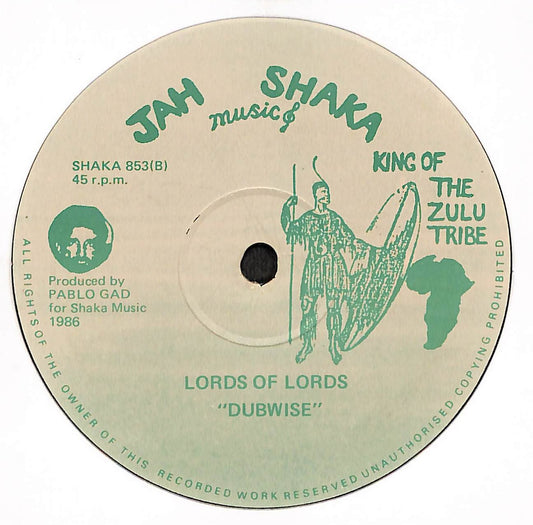 JAH SHAKA
music
KING OF
THE
ZULU
TRIBE
SHAKA 853(B)
45 r.p.m.
Produced by
PABLO GAD
for Shaka Music
1986
LORDS OF LORDS
"DUBWISE"
ALL RIGHTS OF THE OWNER OF THIS RECORDED WORK RESERVED UNAUTHORISED COPYING PROHIBITED